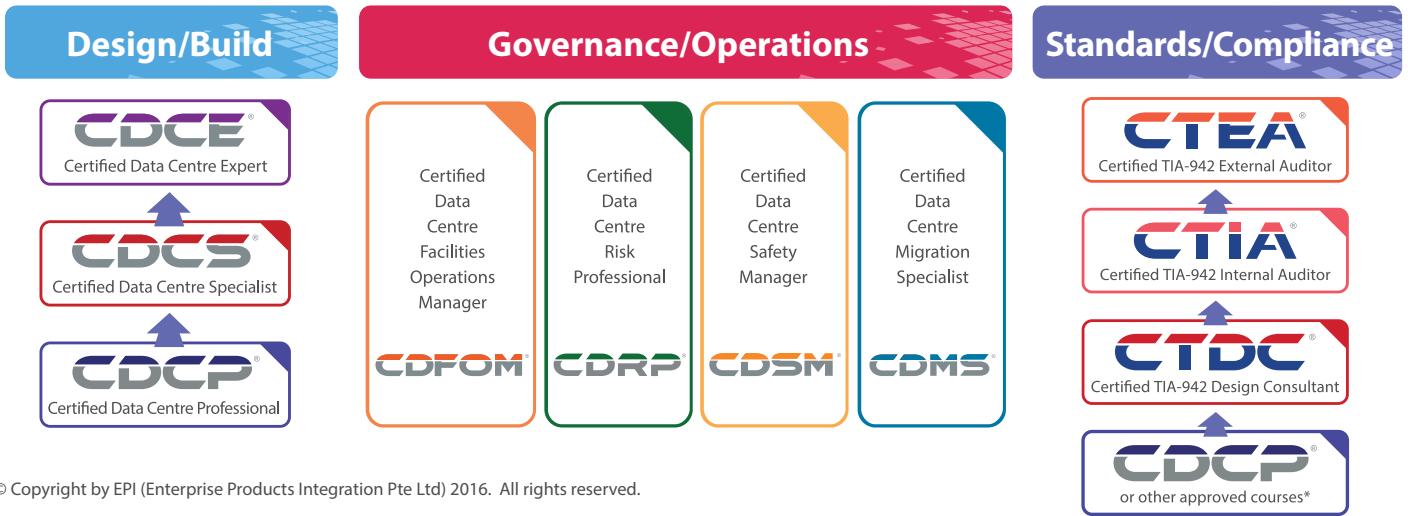 Design/Build
CDCE®
Certified Data Centre Expert
CDCS®
Certified Data Centre Specialist
CDCP®
Certified Data Centre Professional
Governance/Operations
Certified
Data
Centre
Facilities
Operations
Manager
CDFOM®
Certified
Data
Centre
Risk
Professional
CDRP®
Certified
Data
Centre
Safety
Manager
CDSM®
Certified
Data
Centre
Migration
Specialist
CDMS®
Standards/Compliance
CTEA®
Certified TIA-942 External Auditor
CTIA®
Certified TIA-942 Internal Auditor
CTDC®
Certified TIA-942 Design Consultant
CDCP®
or other approved courses*
© Copyright by EPI (Enterprise Products Integration Pte Ltd) 2016. All rights reserved.